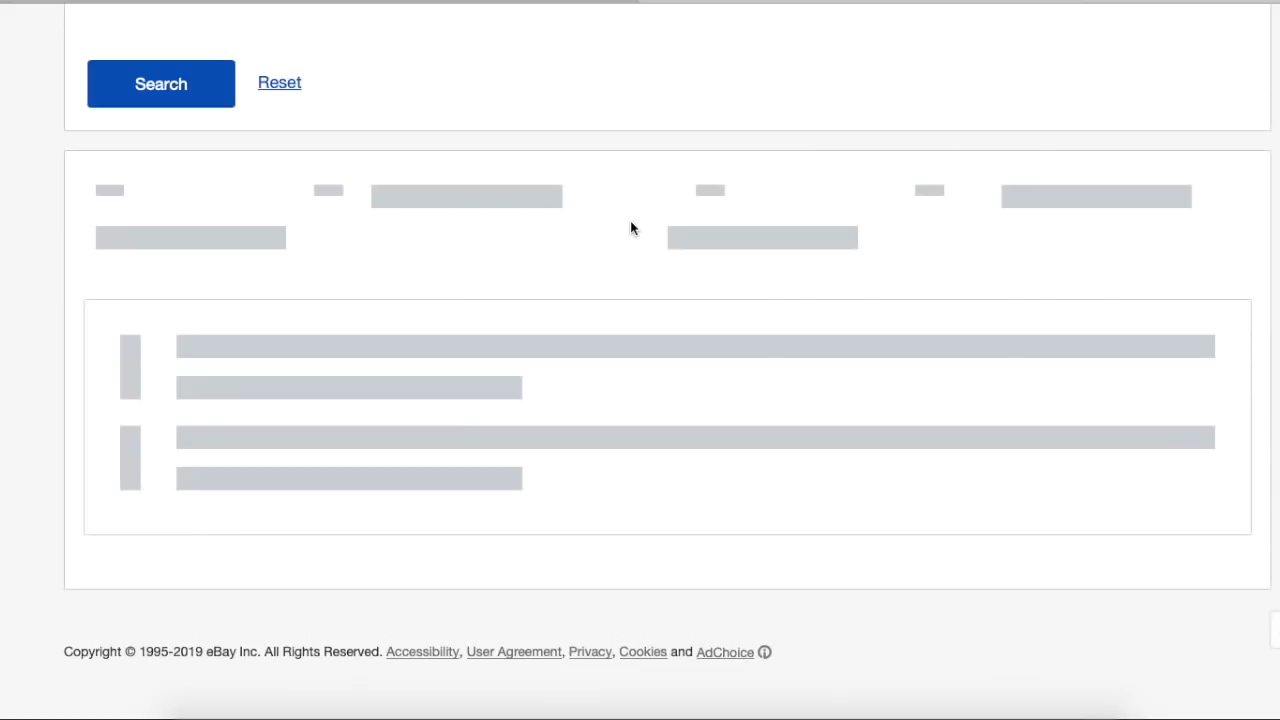 Search
Reset
Copyright © 1995-2019 eBay Inc. All Rights Reserved. Accessibility, User Agreement, Privacy, Cookies and AdChoice